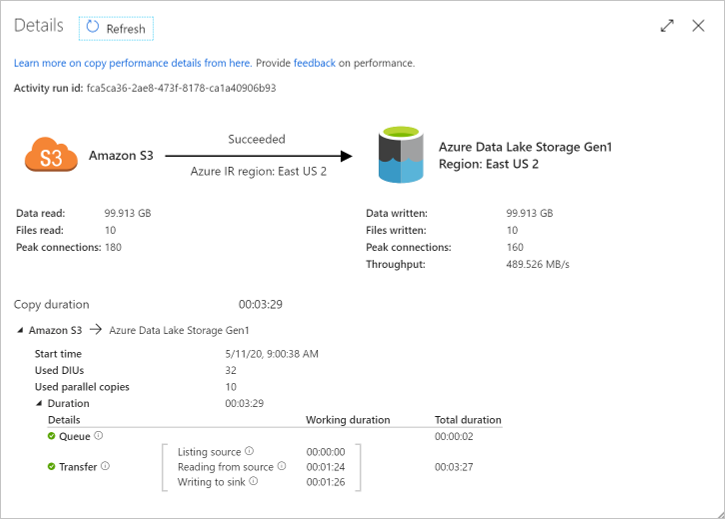 Details
Refresh
Learn more on copy performance details from here. Provide feedback on performance.
Activity run id: fca5ca36-2ae8-473f-8178-ca1a40906b93
Succeeded
S3
Amazon S3
Azure IR region: East US 2
Azure Data Lake Storage Gen1
Region: East US 2
Data read: 99.913 GB
Files read: 10
Peak connections: 180
Data written: 99.913 GB
Files written: 10
Peak connections: 160
Throughput: 489.526 MB/s
Copy duration 00:03:29
Amazon S3 → Azure Data Lake Storage Gen1
Start time 5/11/20, 9:00:38 AM
Used DIUs 32
Used parallel copies 10
Duration 00:03:29
Details Working duration Total duration
Queue 00:00:02
Listing source 00:00:00
Transfer Reading from source 00:01:24 00:03:27
Writing to sink 00:01:26